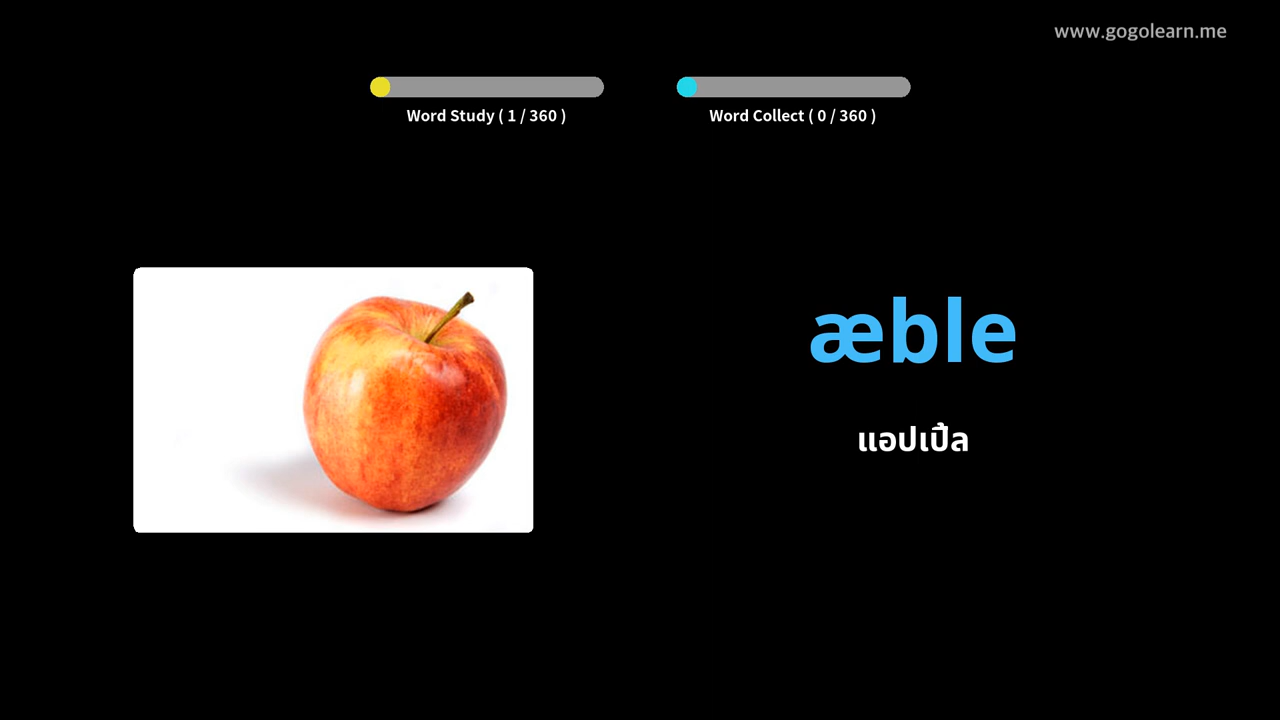 www.gogolearn.me
Word Study ( 1 / 360 )
Word Collect ( 0 / 360 )
æble
แอปเปิ้ล